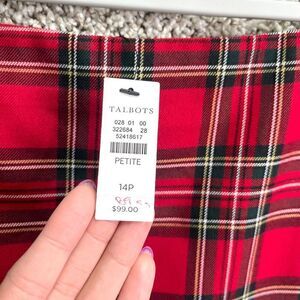 TALBOTS
028 01 00
322684 28
52418617
PETITE
14P
$99.00